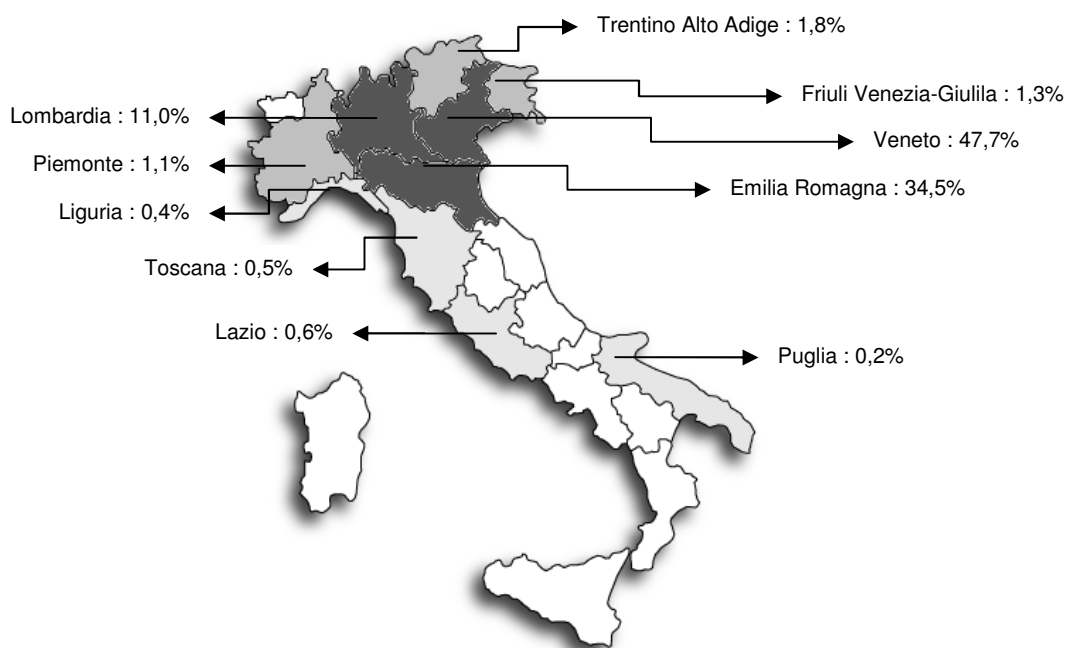 Trentino Alto Adige : 1,8%
Friuli Venezia-Giulila : 1,3%
Lombardia : 11,0%
Veneto : 47,7%
Piemonte : 1,1%
Emilia Romagna : 34,5%
Liguria : 0,4%
Toscana : 0,5%
Lazio : 0,6%
Puglia : 0,2%